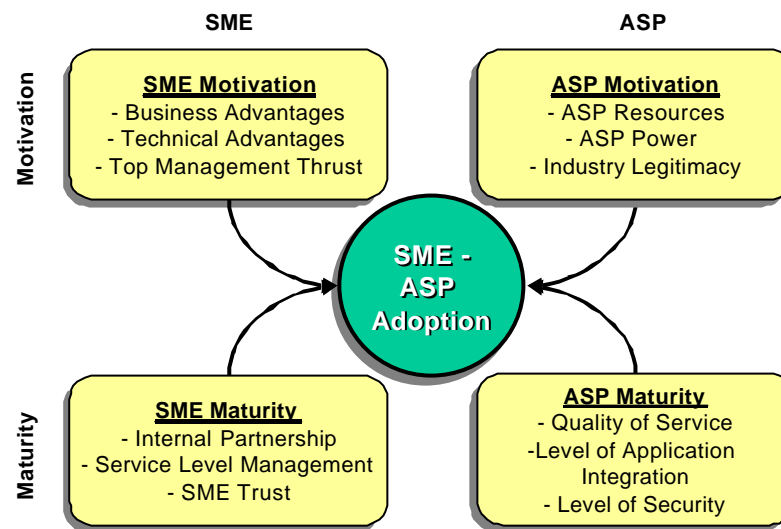 SME
ASP
Motivation
SME Motivation
- Business Advantages
- Technical Advantages
- Top Management Thrust
ASP Motivation
- ASP Resources
- ASP Power
- Industry Legitimacy
SME -
ASP
Adoption
Maturity
SME Maturity
- Internal Partnership
- Service Level Management
- SME Trust
ASP Maturity
- Quality of Service
-Level of Application
Integration
- Level of Security